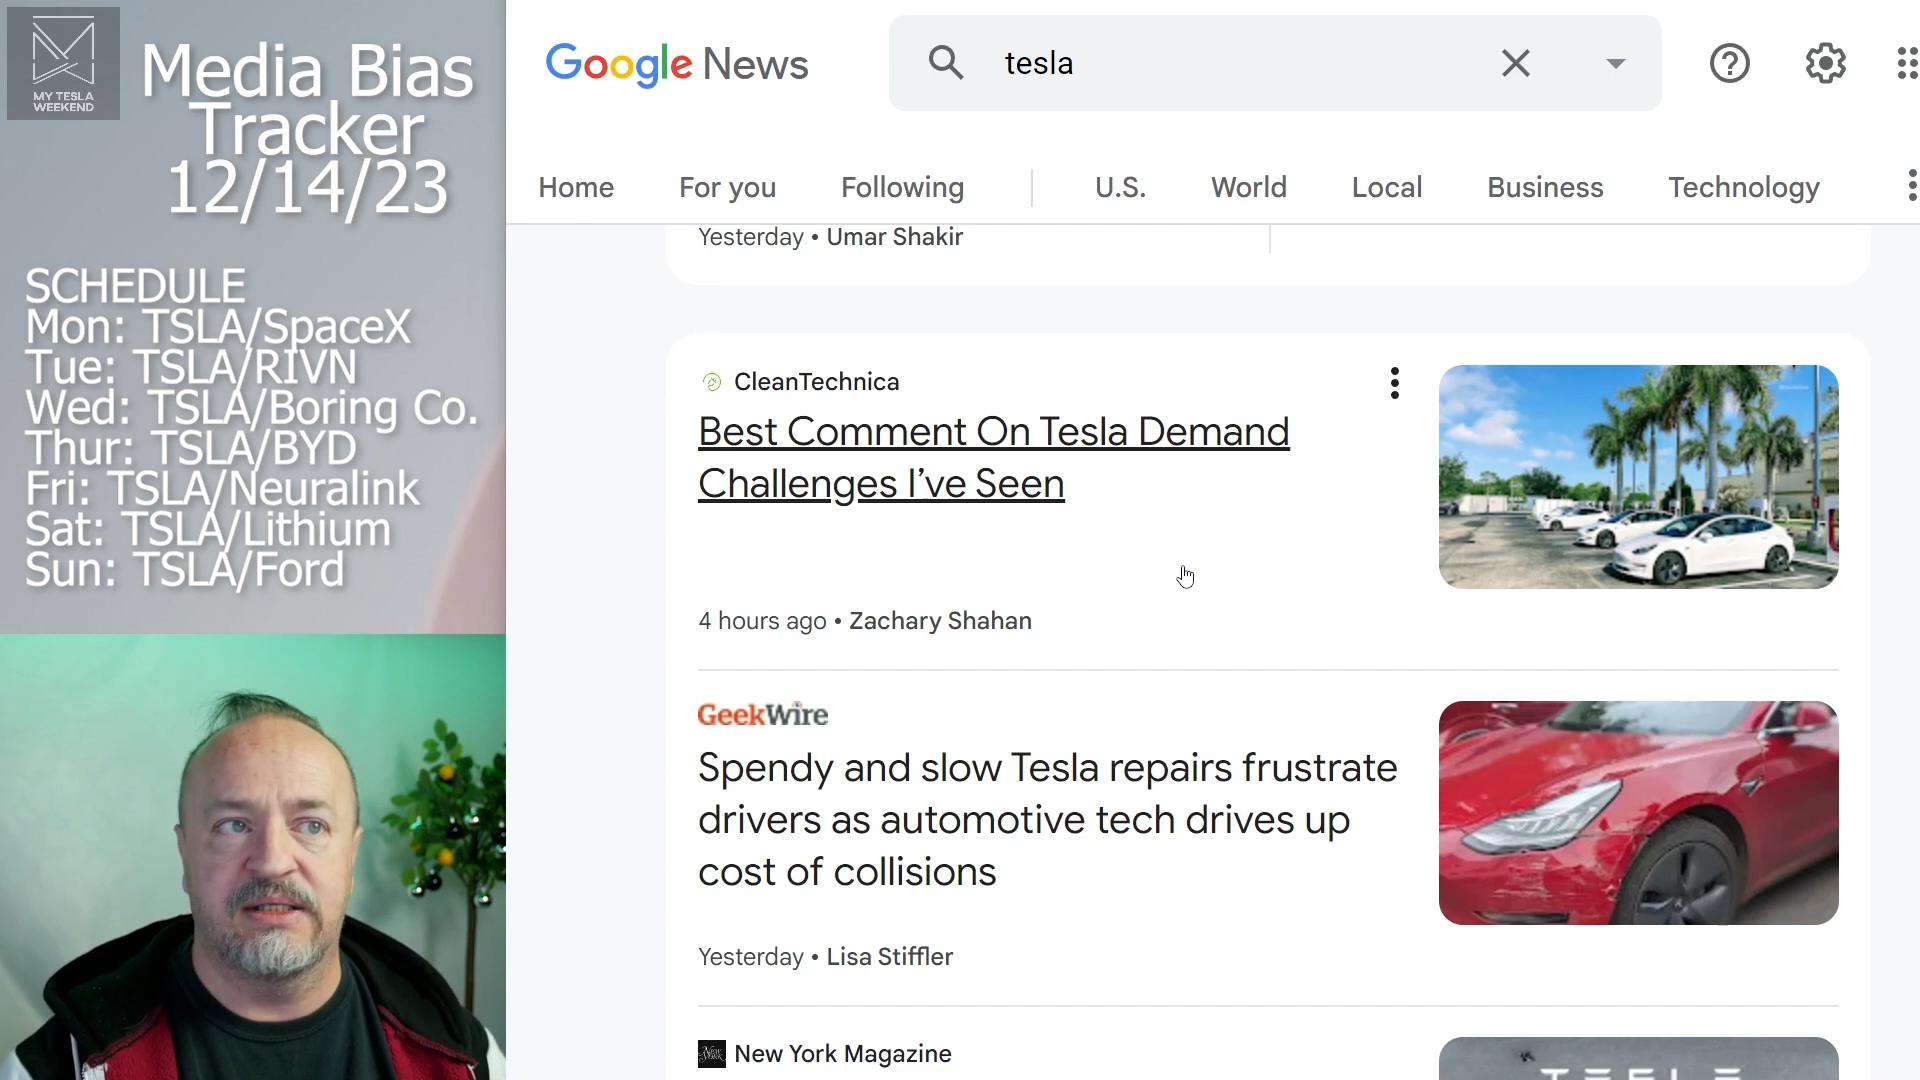 MY TESLA
WEEKEND
Media Bias
Tracker
12/14/23
SCHEDULE
Mon: TSLA/SpaceX
Tue: TSLA/RIVN
Wed: TSLA/Boring Co.
Thur: TSLA/BYD
Fri: TSLA/Neuralink
Sat: TSLA/Lithium
Sun: TSLA/Ford
Google News
tesla
Home For you Following U.S. World Local Business Technology
Yesterday • Umar Shakir
CleanTechnica
Best Comment On Tesla Demand
Challenges I’ve Seen
4 hours ago • Zachary Shahan
GeekWire
Spendy and slow Tesla repairs frustrate
drivers as automotive tech drives up
cost of collisions
Yesterday • Lisa Stiffler
New York Magazine
TESLA